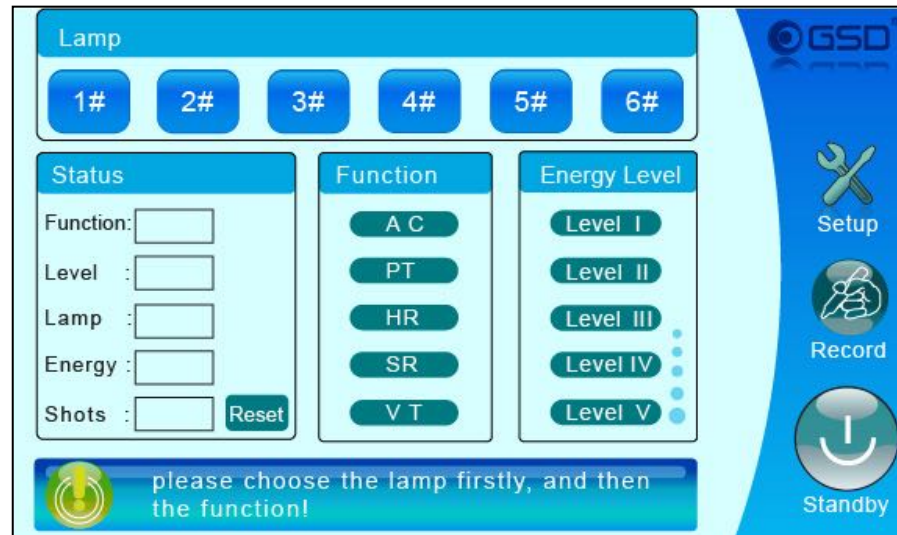 Lamp
GSD
1# 2# 3# 4# 5# 6#
Status
Function:
Level :
Lamp :
Energy :
Shots : Reset
Function
A C
PT
HR
SR
V T
Energy Level
Level I
Level II
Level III
Level IV
Level V
Setup
Record
Standby
please choose the lamp firstly, and then
the function!